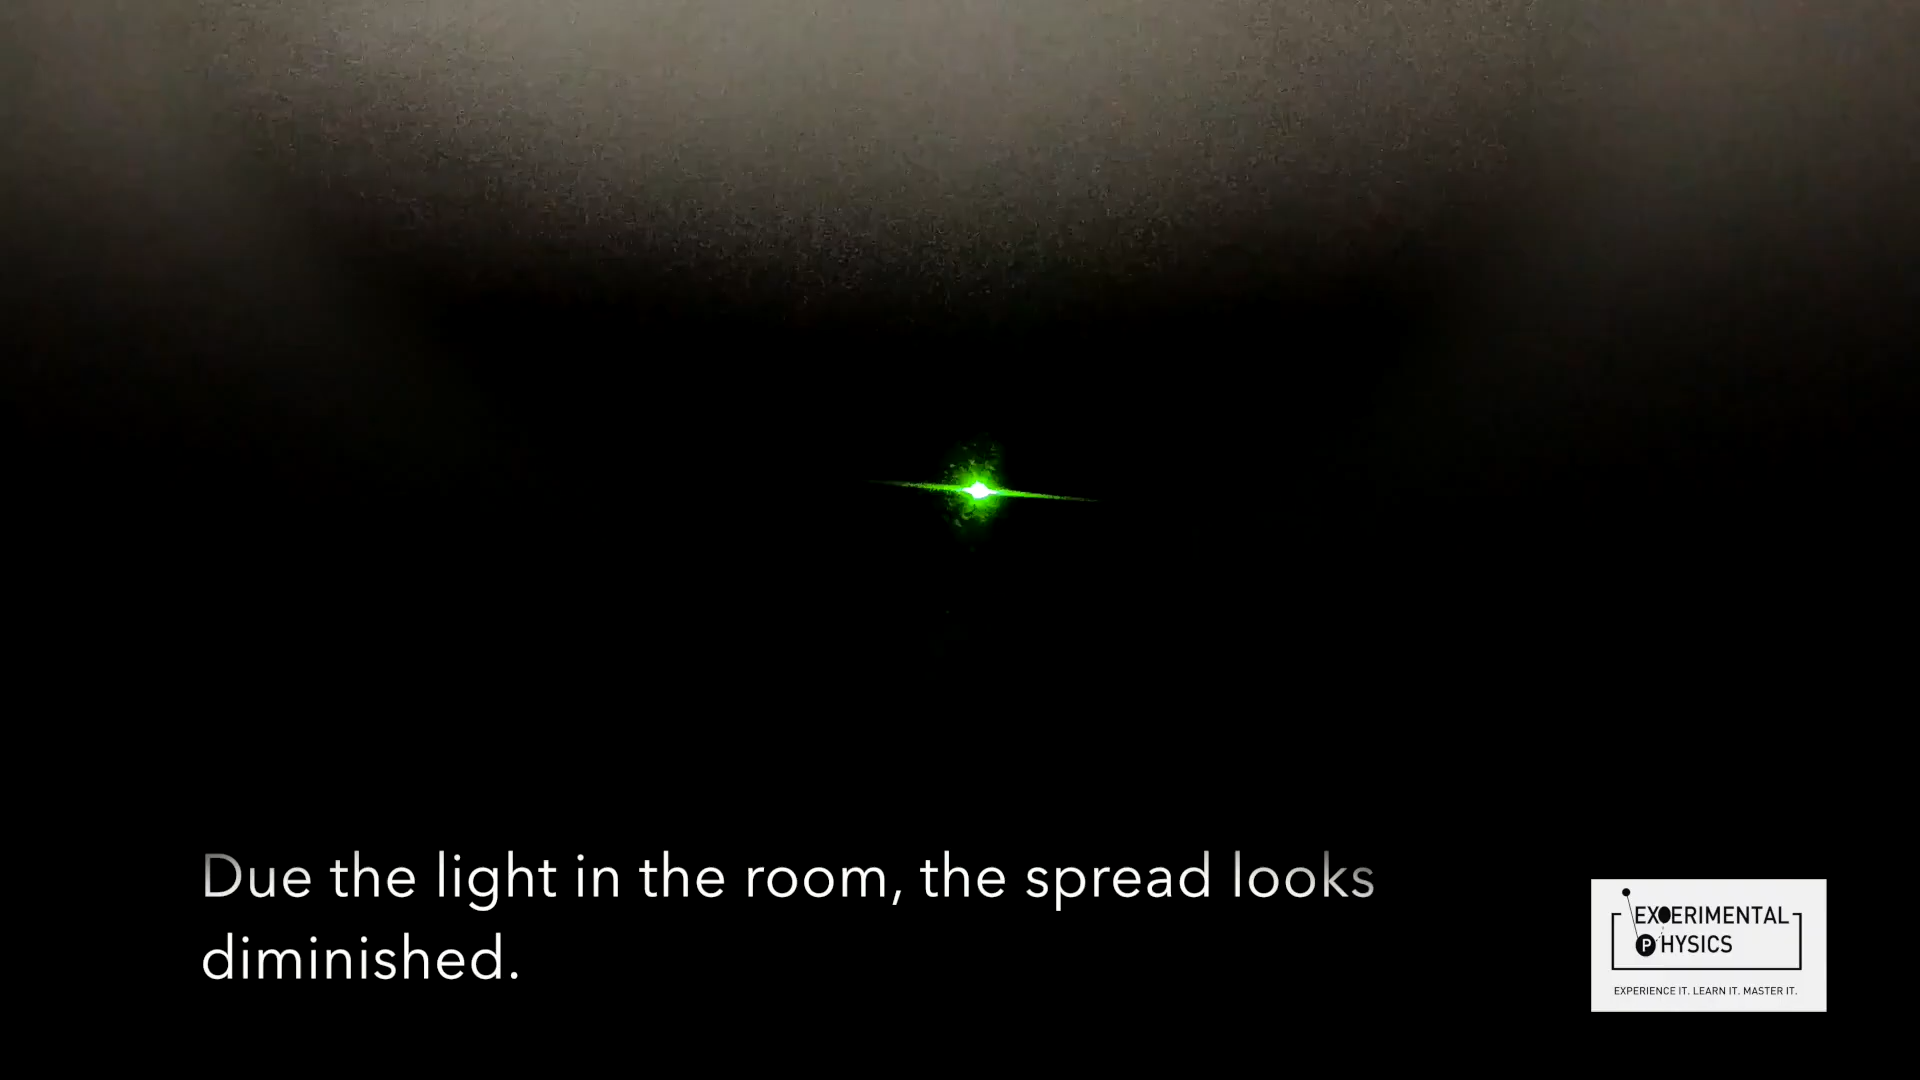 Due the light in the room, the spread looks
diminished.
EXPERIMENTAL
PHYSICS
EXPERIENCE IT. LEARN IT. MASTER IT.